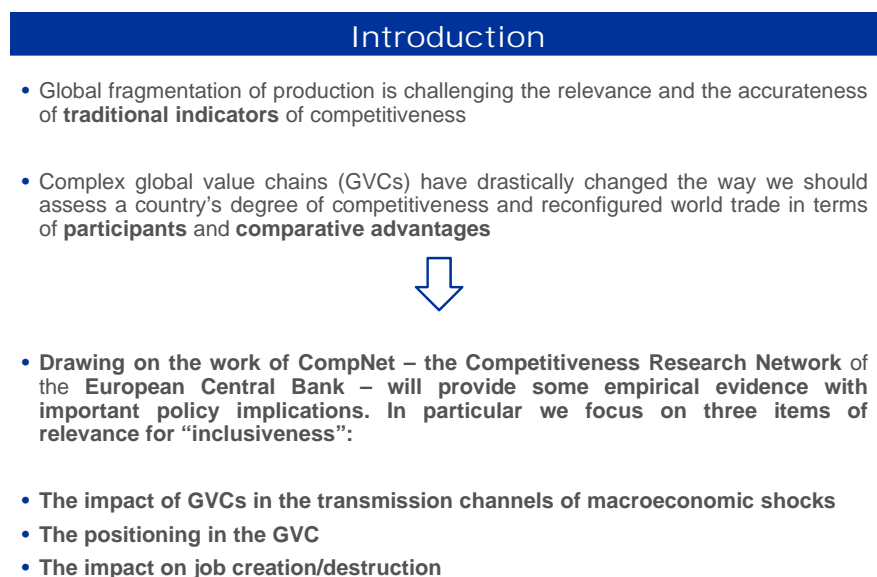 Introduction
• Global fragmentation of production is challenging the relevance and the accurateness
of traditional indicators of competitiveness
• Complex global value chains (GVCs) have drastically changed the way we should
assess a country's degree of competitiveness and reconfigured world trade in terms
of participants and comparative advantages
• Drawing on the work of CompNet – the Competitiveness Research Network of
the European Central Bank – will provide some empirical evidence with
important policy implications. In particular we focus on three items of
relevance for “inclusiveness”:
• The impact of GVCs in the transmission channels of macroeconomic shocks
• The positioning in the GVC
• The impact on job creation/destruction